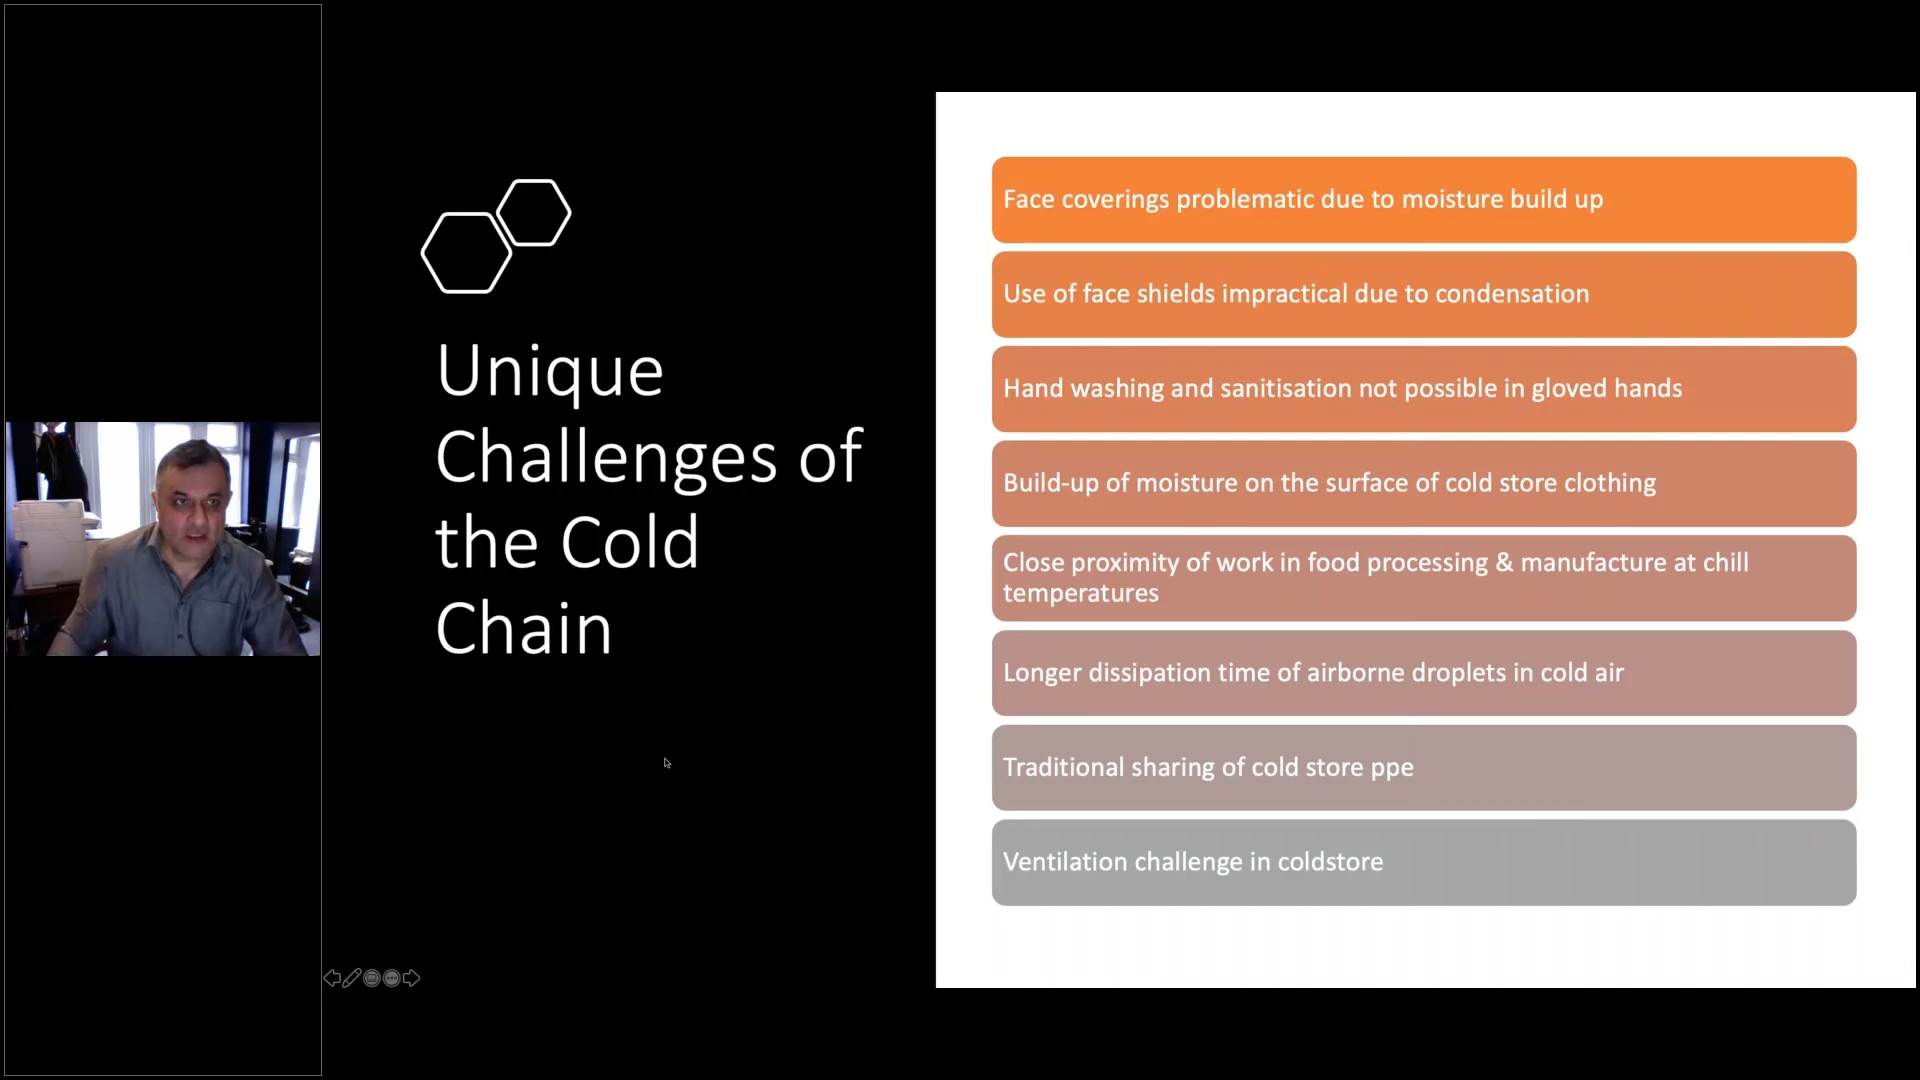 Unique
Challenges of
the Cold
Chain
Face coverings problematic due to moisture build up
Use of face shields impractical due to condensation
Hand washing and sanitisation not possible in gloved hands
Build-up of moisture on the surface of cold store clothing
Close proximity of work in food processing & manufacture at chill
temperatures
Longer dissipation time of airborne droplets in cold air
Traditional sharing of cold store ppe
Ventilation challenge in coldstore